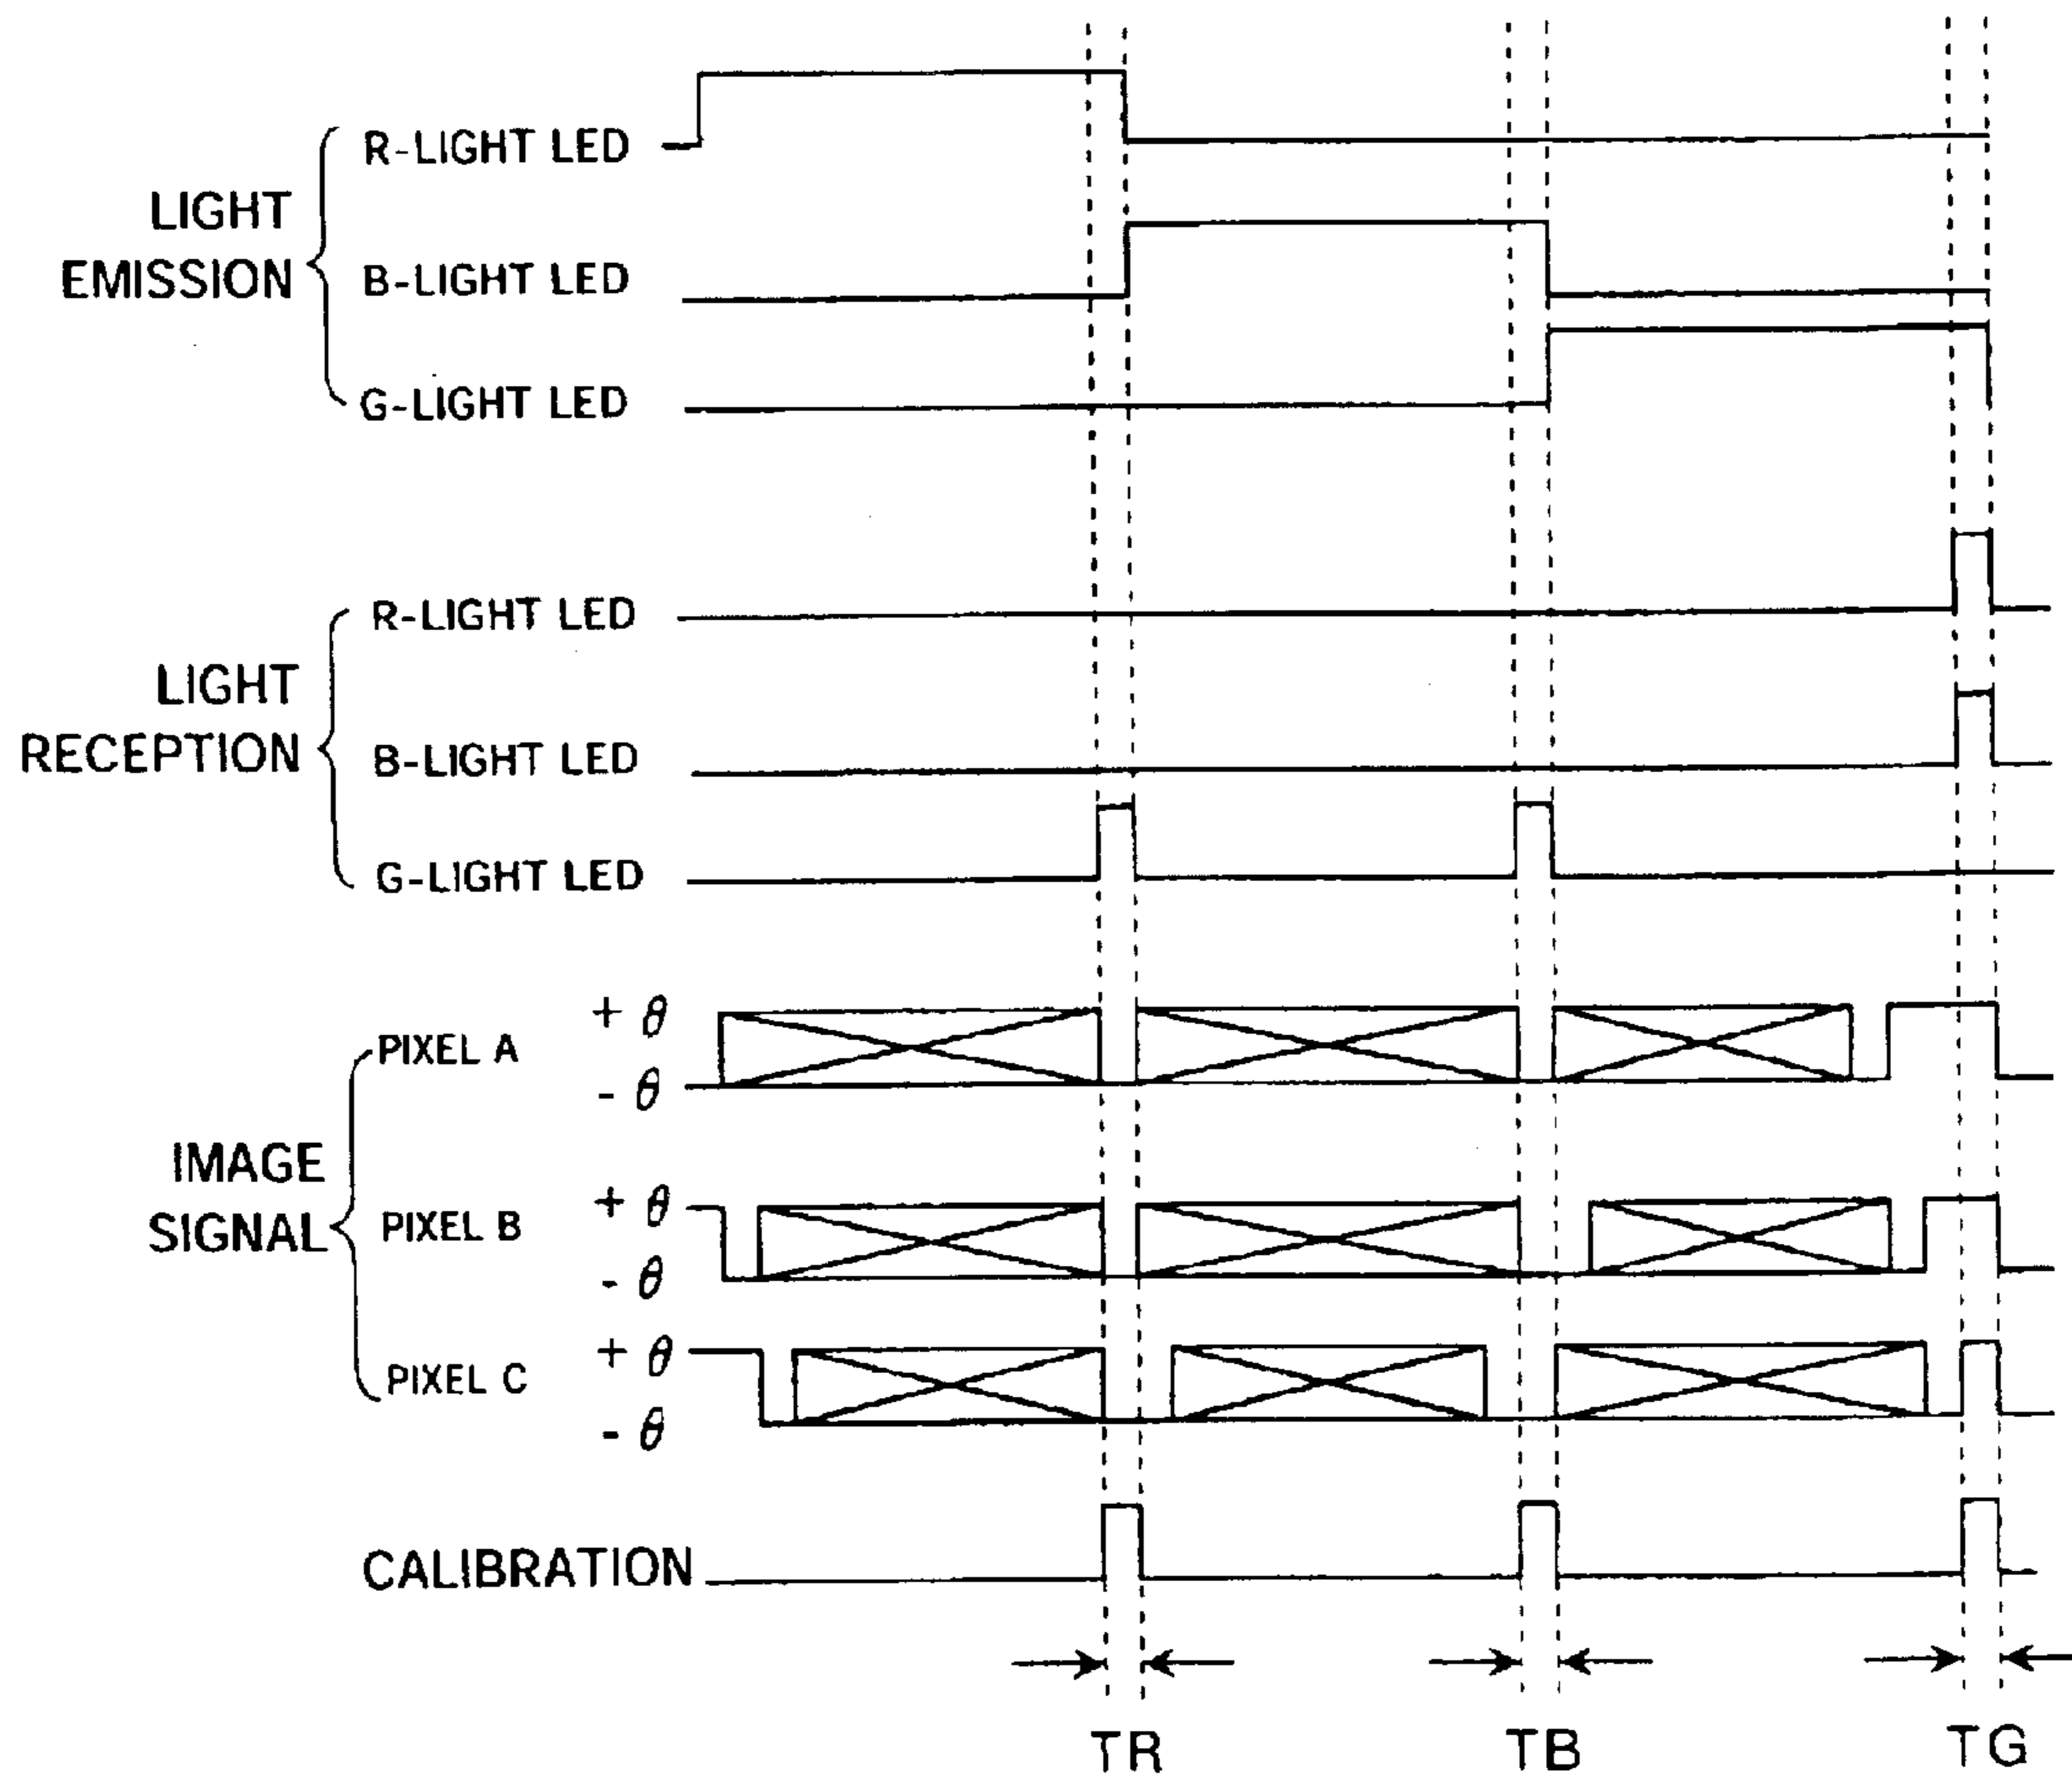 R-LIGHT LED
LIGHT
EMISSION
B-LIGHT LED
G-LIGHT LED
R-LIGHT LED
LIGHT
RECEPTION
B-LIGHT LED
G-LIGHT LED
+ θ
PIXEL A
- θ
IMAGE
SIGNAL
+ θ
PIXEL B
- θ
+ θ
PIXEL C
- θ
CALIBRATION
TR TB TG